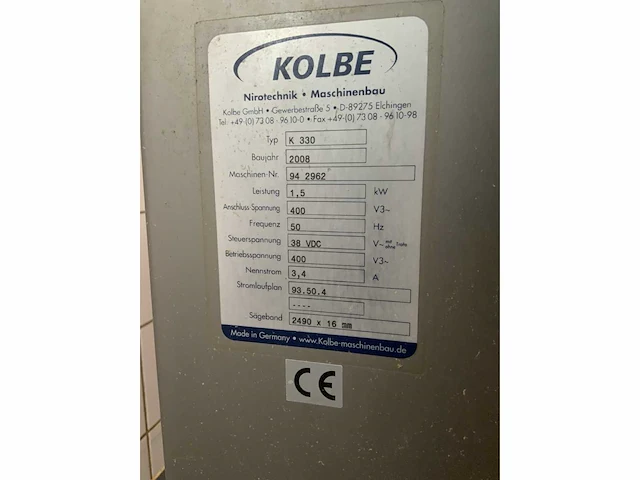 KOLBE
Nirotechnik • Maschinenbau
Kolbe GmbH • Gewerbestraße 5 • D-89275 Elchingen
Tel: +49-(0) 73 08 - 96 10-0 • Fax +49-(0) 73 08 - 96 10-98
Typ K 330
Baujahr 2008
Maschinen-Nr. 94 2962
Leistung 1,5 kW
Anschluss-Spannung 400 V3~
Frequenz 50 Hz
Steuerspannung 38 VDC V~ mit ohne Trafo
Betriebsspannung 400 V3~
Nennstrom 3,4 A
Stromlaufplan 93.50.4
----
Sägeband 2490 x 16 mm
Made in Germany • www.Kolbe-maschinenbau.de
CE